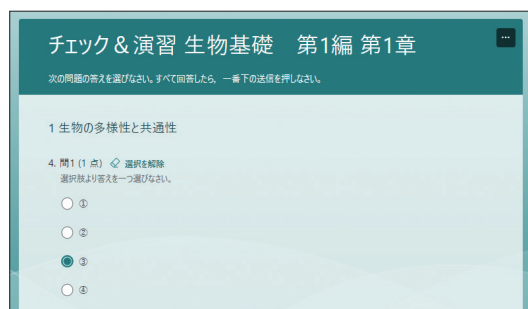 チェック＆演習 生物基礎　第1編 第1章
次の問題の答えを選びなさい。すべて回答したら，一番下の送信を押しなさい。
1 生物の多様性と共通性
4. 問1 (1 点) 選択を解除
選択肢より答えを一つ選びなさい。
①
②
③
④